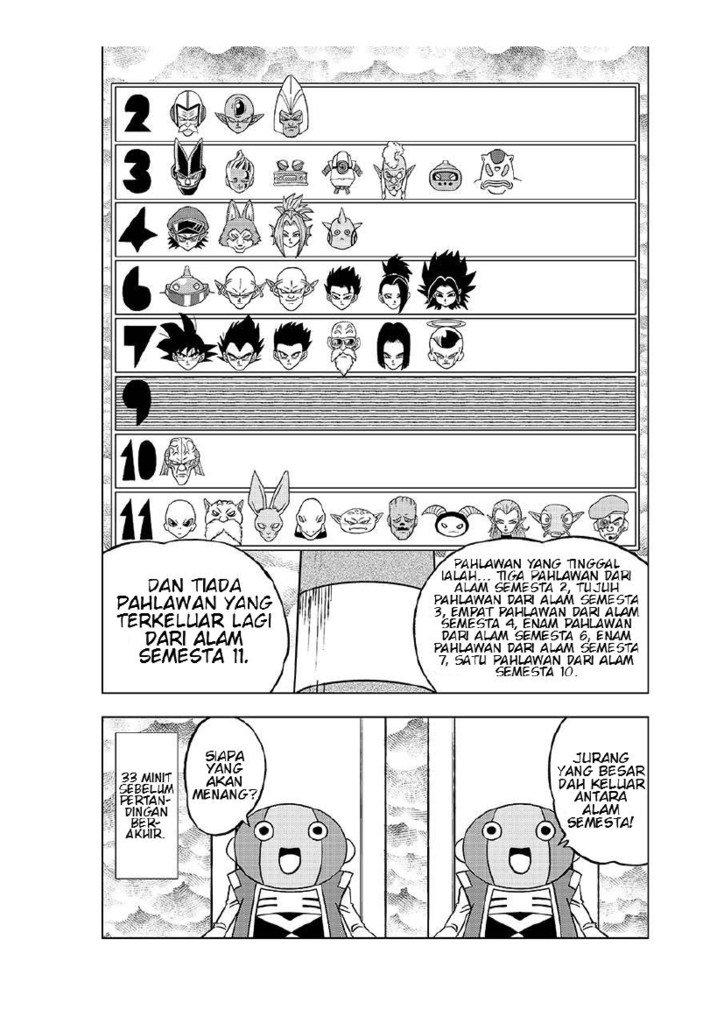 2
3
4
6
7
9
10
11
PAHLAWAN YANG TINGGAL
IALAH... TIGA PAHLAWAN DARI
ALAM SEMESTA 2, TUJUH
PAHLAWAN DARI ALAM SEMESTA
3, EMPAT PAHLAWAN DARI ALAM
SEMESTA 4, ENAM PAHLAWAN
DARI ALAM SEMESTA 6, ENAM
PAHLAWAN DARI ALAM SEMESTA
7, SATU PAHLAWAN DARI ALAM
SEMESTA 10.
DAN TIADA
PAHLAWAN YANG
TERKELUAR LAGI
DARI ALAM
SEMESTA 11.
JURANG
YANG BESAR
DAH KELUAR
ANTARA
ALAM
SEMESTA!
SIAPA
YANG
AKAN
MENANG?
33 MINIT
SEBELUM
PERTAN-
DINGAN
BER-
AKHIR.